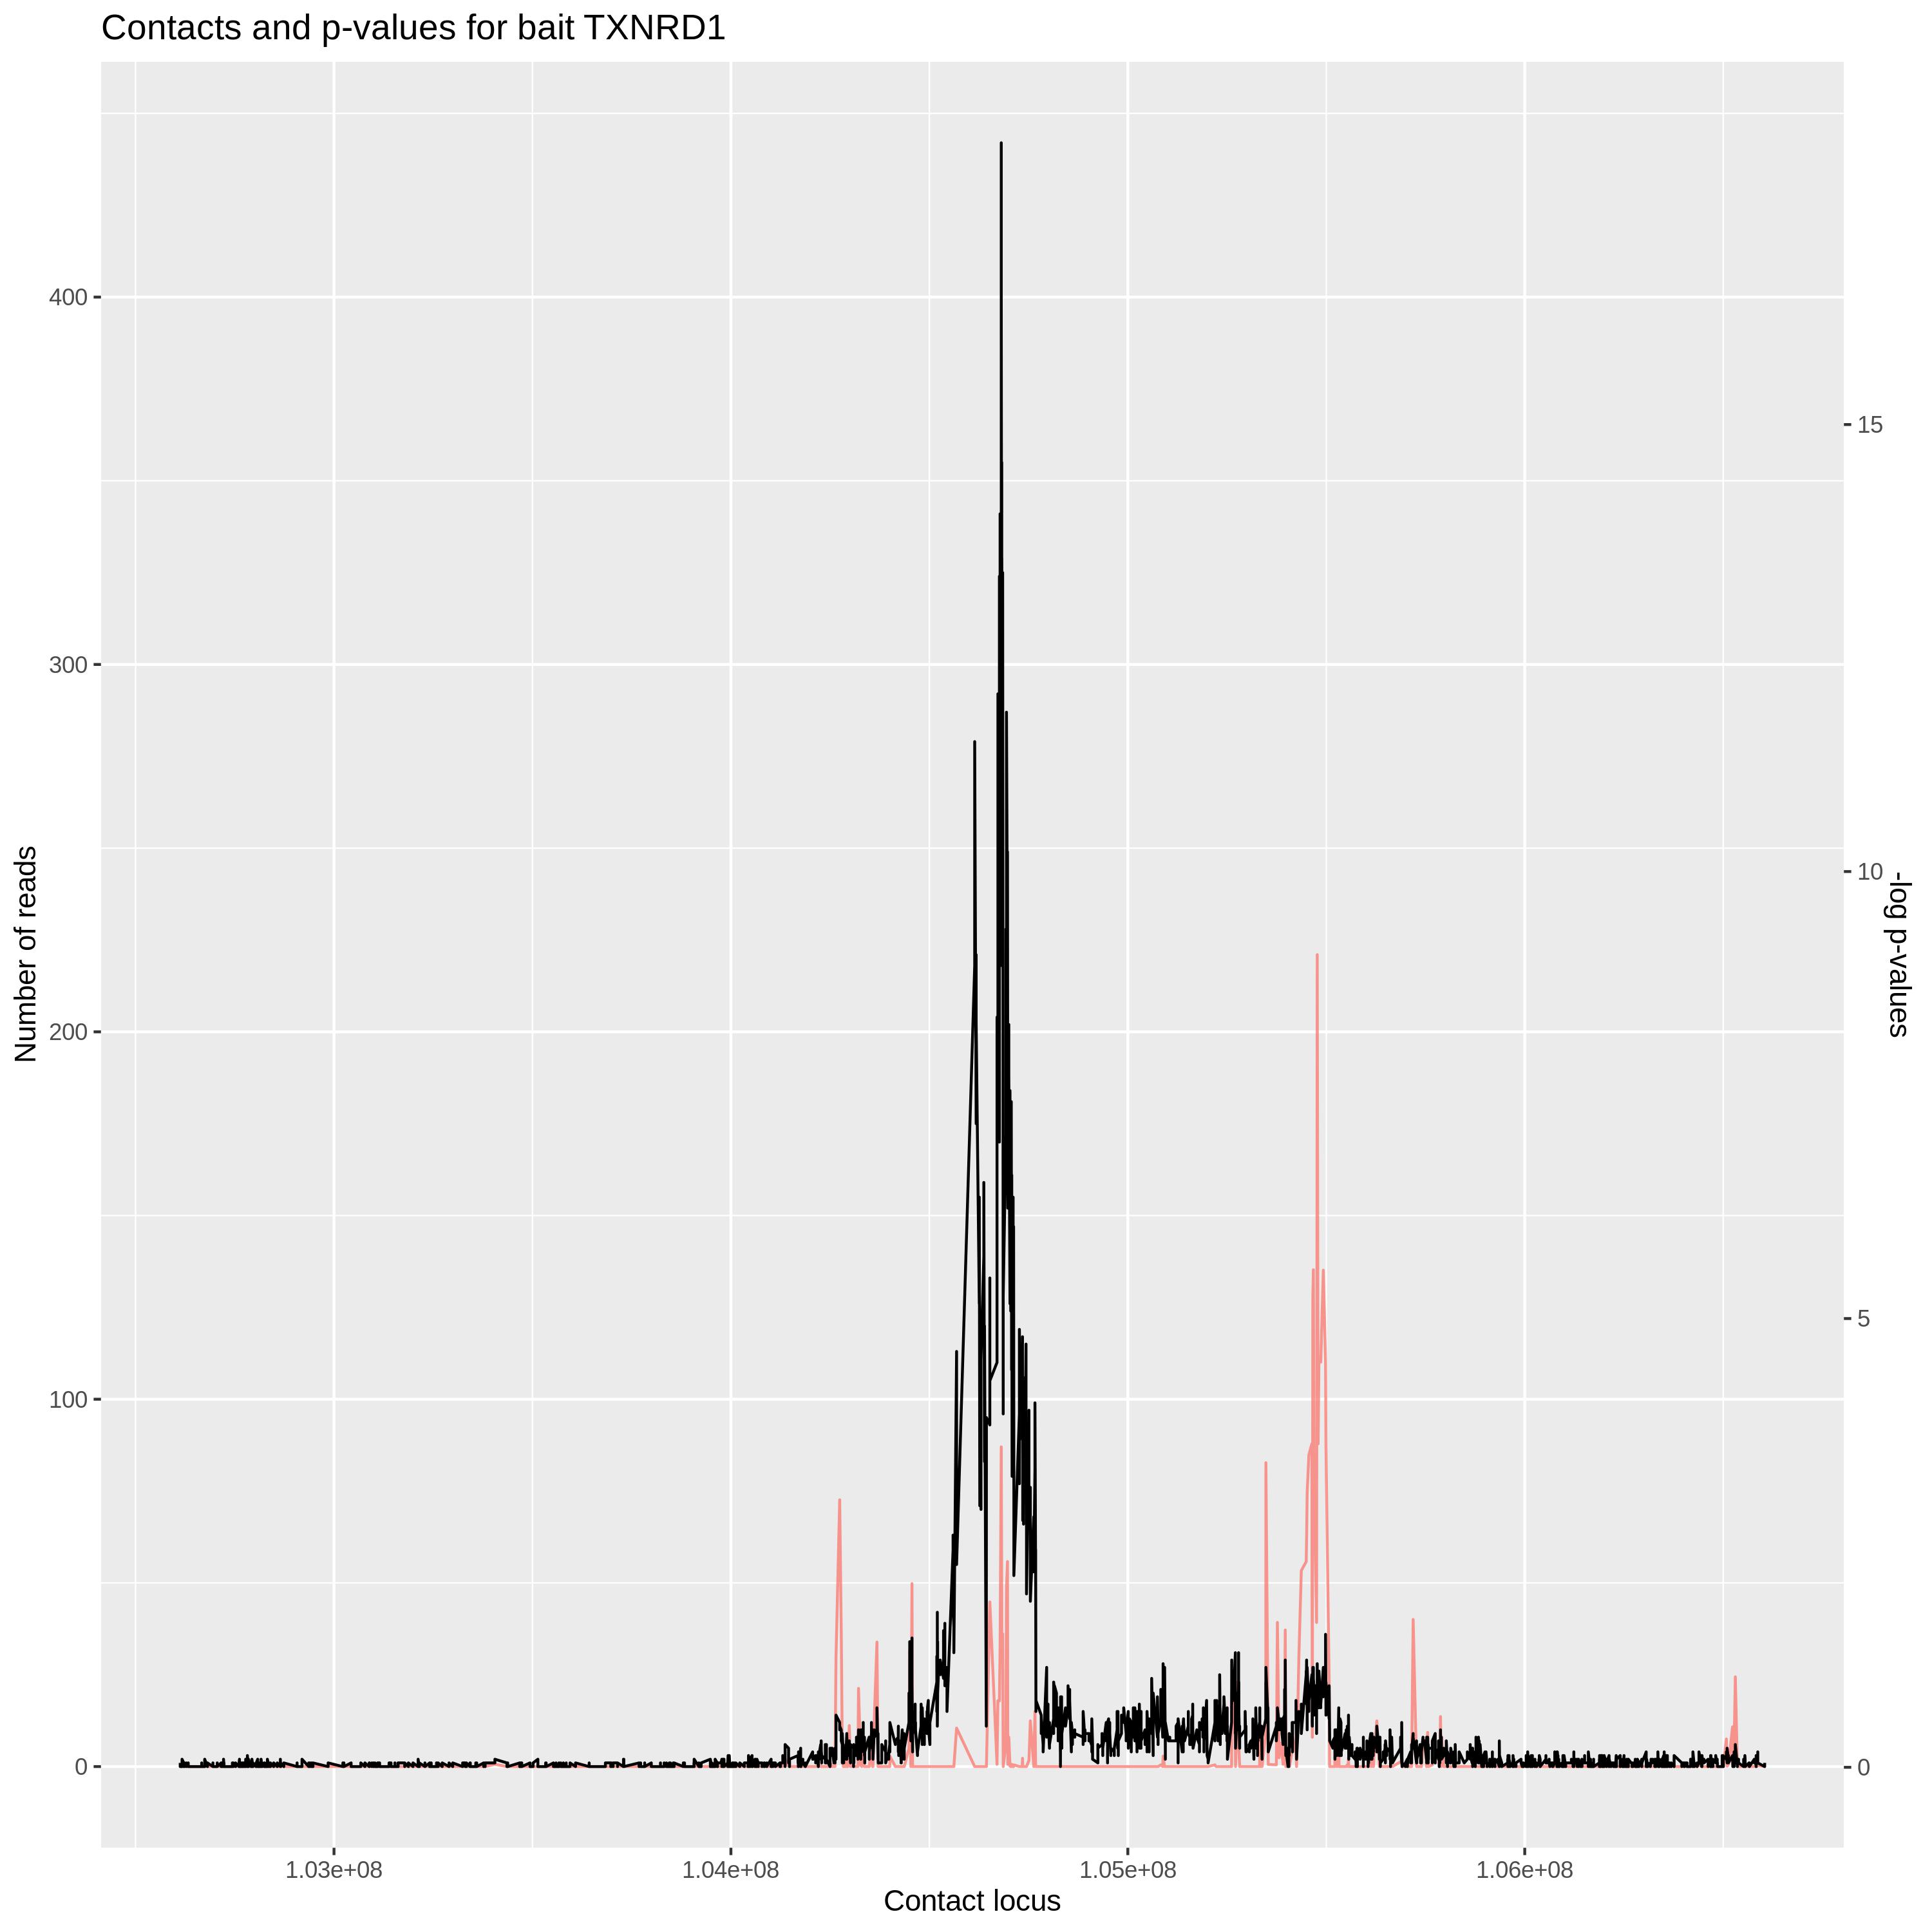 Contacts and p-values for bait TXNRD1
400
300
200
100
0
Number of reads
15
10
5
0
-log p-values
1.03e+08
1.04e+08
1.05e+08
1.06e+08
Contact locus